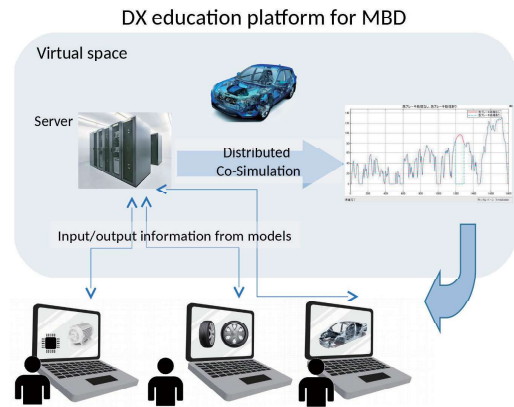 DX education platform for MBD
Virtual space
Server
Distributed
Co-Simulation
Input/output information from models